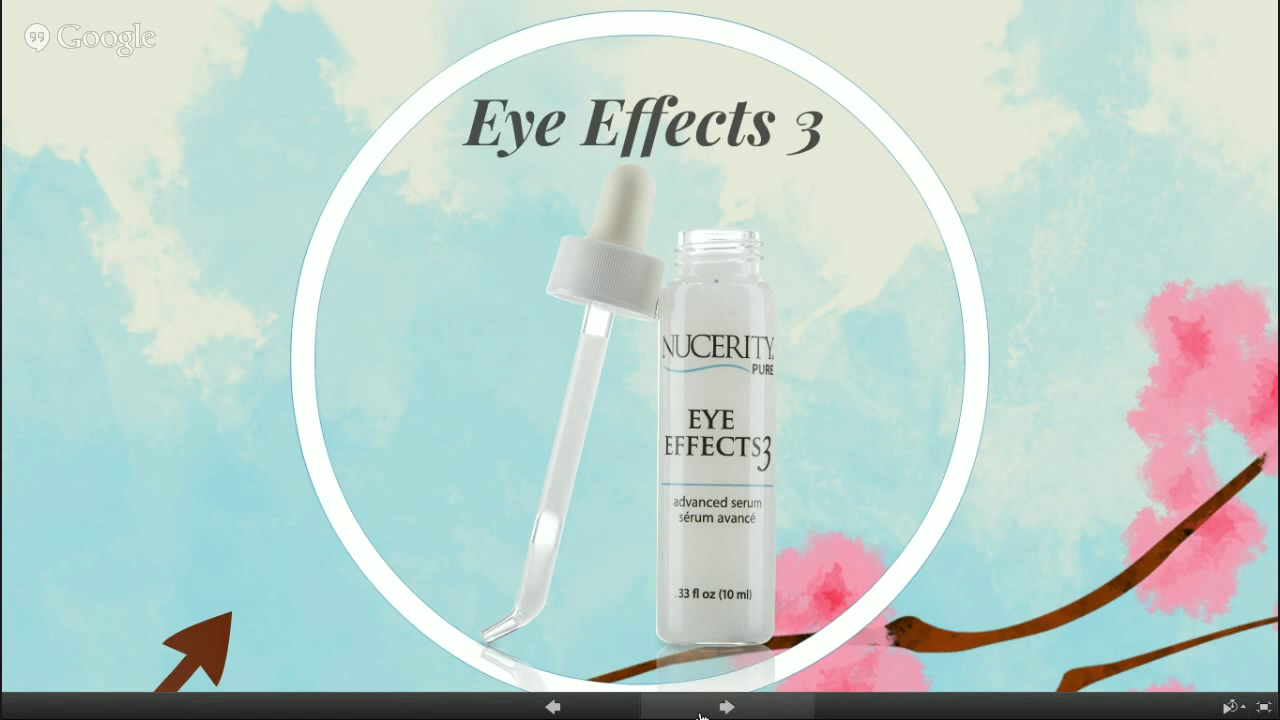 Google
Eye Effects 3
NUCERITY
PURE
EYE
EFFECTS3
advanced serum
sérum avancé
.33 fl oz (10 ml)